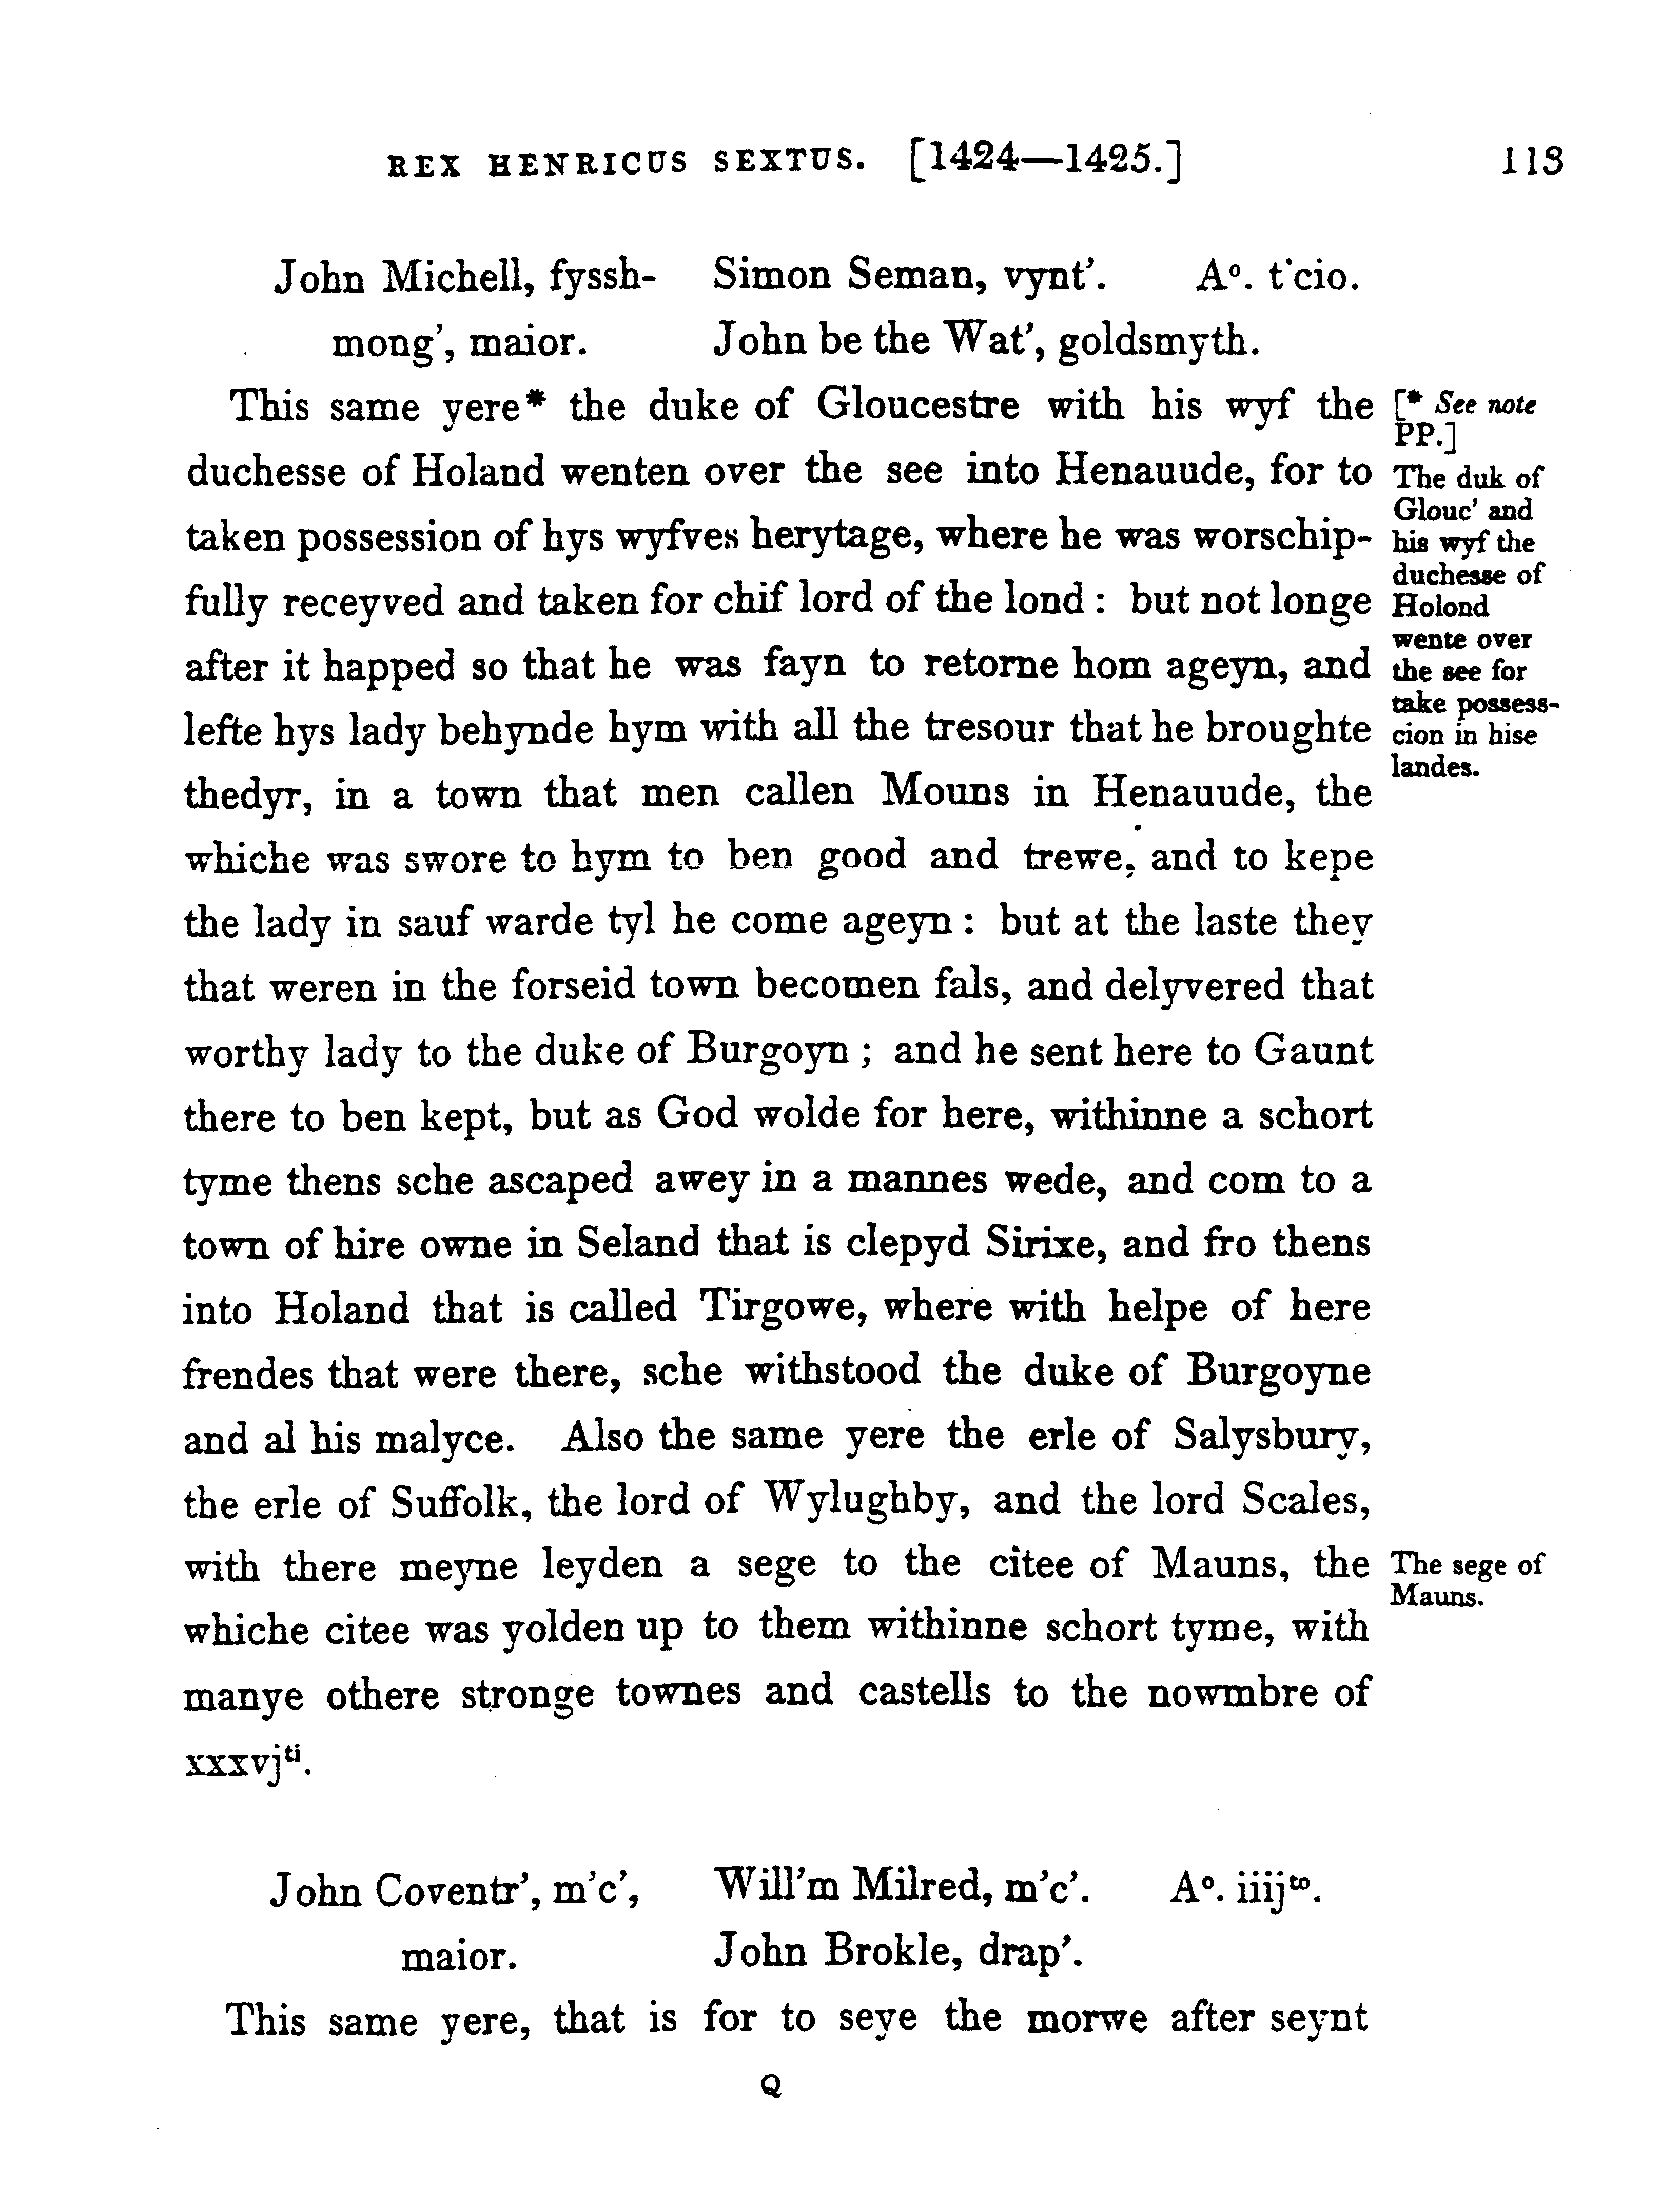 REX HENRICUS SEXTUS. [1424—1425.] 113
John Michell, fyssh- Simon Seman, vynt'. Aº. t'cio.
mong', maior. John be the Wat', goldsmyth.
This same yere* the duke of Gloucestre with his wyf the
duchesse of Holand wenten over the see into Henauude, for to
taken possession of hys wyfves herytage, where he was worschip-
fully receyved and taken for chif lord of the lond : but not longe
after it happed so that he was fayn to retorne hom ageyn, and
lefte hys lady behynde hym with all the tresour that he broughte
thedyr, in a town that men callen Mouns in Henauude, the
whiche was swore to hym to ben good and trewe, and to kepe
the lady in sauf warde tyl he come ageyn : but at the laste they
that weren in the forseid town becomen fals, and delyvered that
worthy lady to the duke of Burgoyn ; and he sent here to Gaunt
there to ben kept, but as God wolde for here, withinne a schort
tyme thens sche ascaped awey in a mannes wede, and com to a
town of hire owne in Seland that is clepyd Sirixe, and fro thens
into Holand that is called Tirgowe, where with helpe of here
frendes that were there, sche withstood the duke of Burgoyne
and al his malyce. Also the same yere the erle of Salysbury,
the erle of Suffolk, the lord of Wylughby, and the lord Scales,
with there meyne leyden a sege to the citee of Mauns, the
whiche citee was yolden up to them withinne schort tyme, with
manye othere stronge townes and castells to the nowmbre of
xxxvjᵗⁱ.
[* See note
PP.]
The duk of
Glouc' and
his wyf the
duchesse of
Holond
wente over
the see for
take possess-
cion in hise
landes.
The sege of
Mauns.
John Coventr', m'c', Will'm Milred, m'c'. Aº. iiijᵗᵒ.
maior. John Brokle, drap'.
This same yere, that is for to seye the morwe after seynt
Q